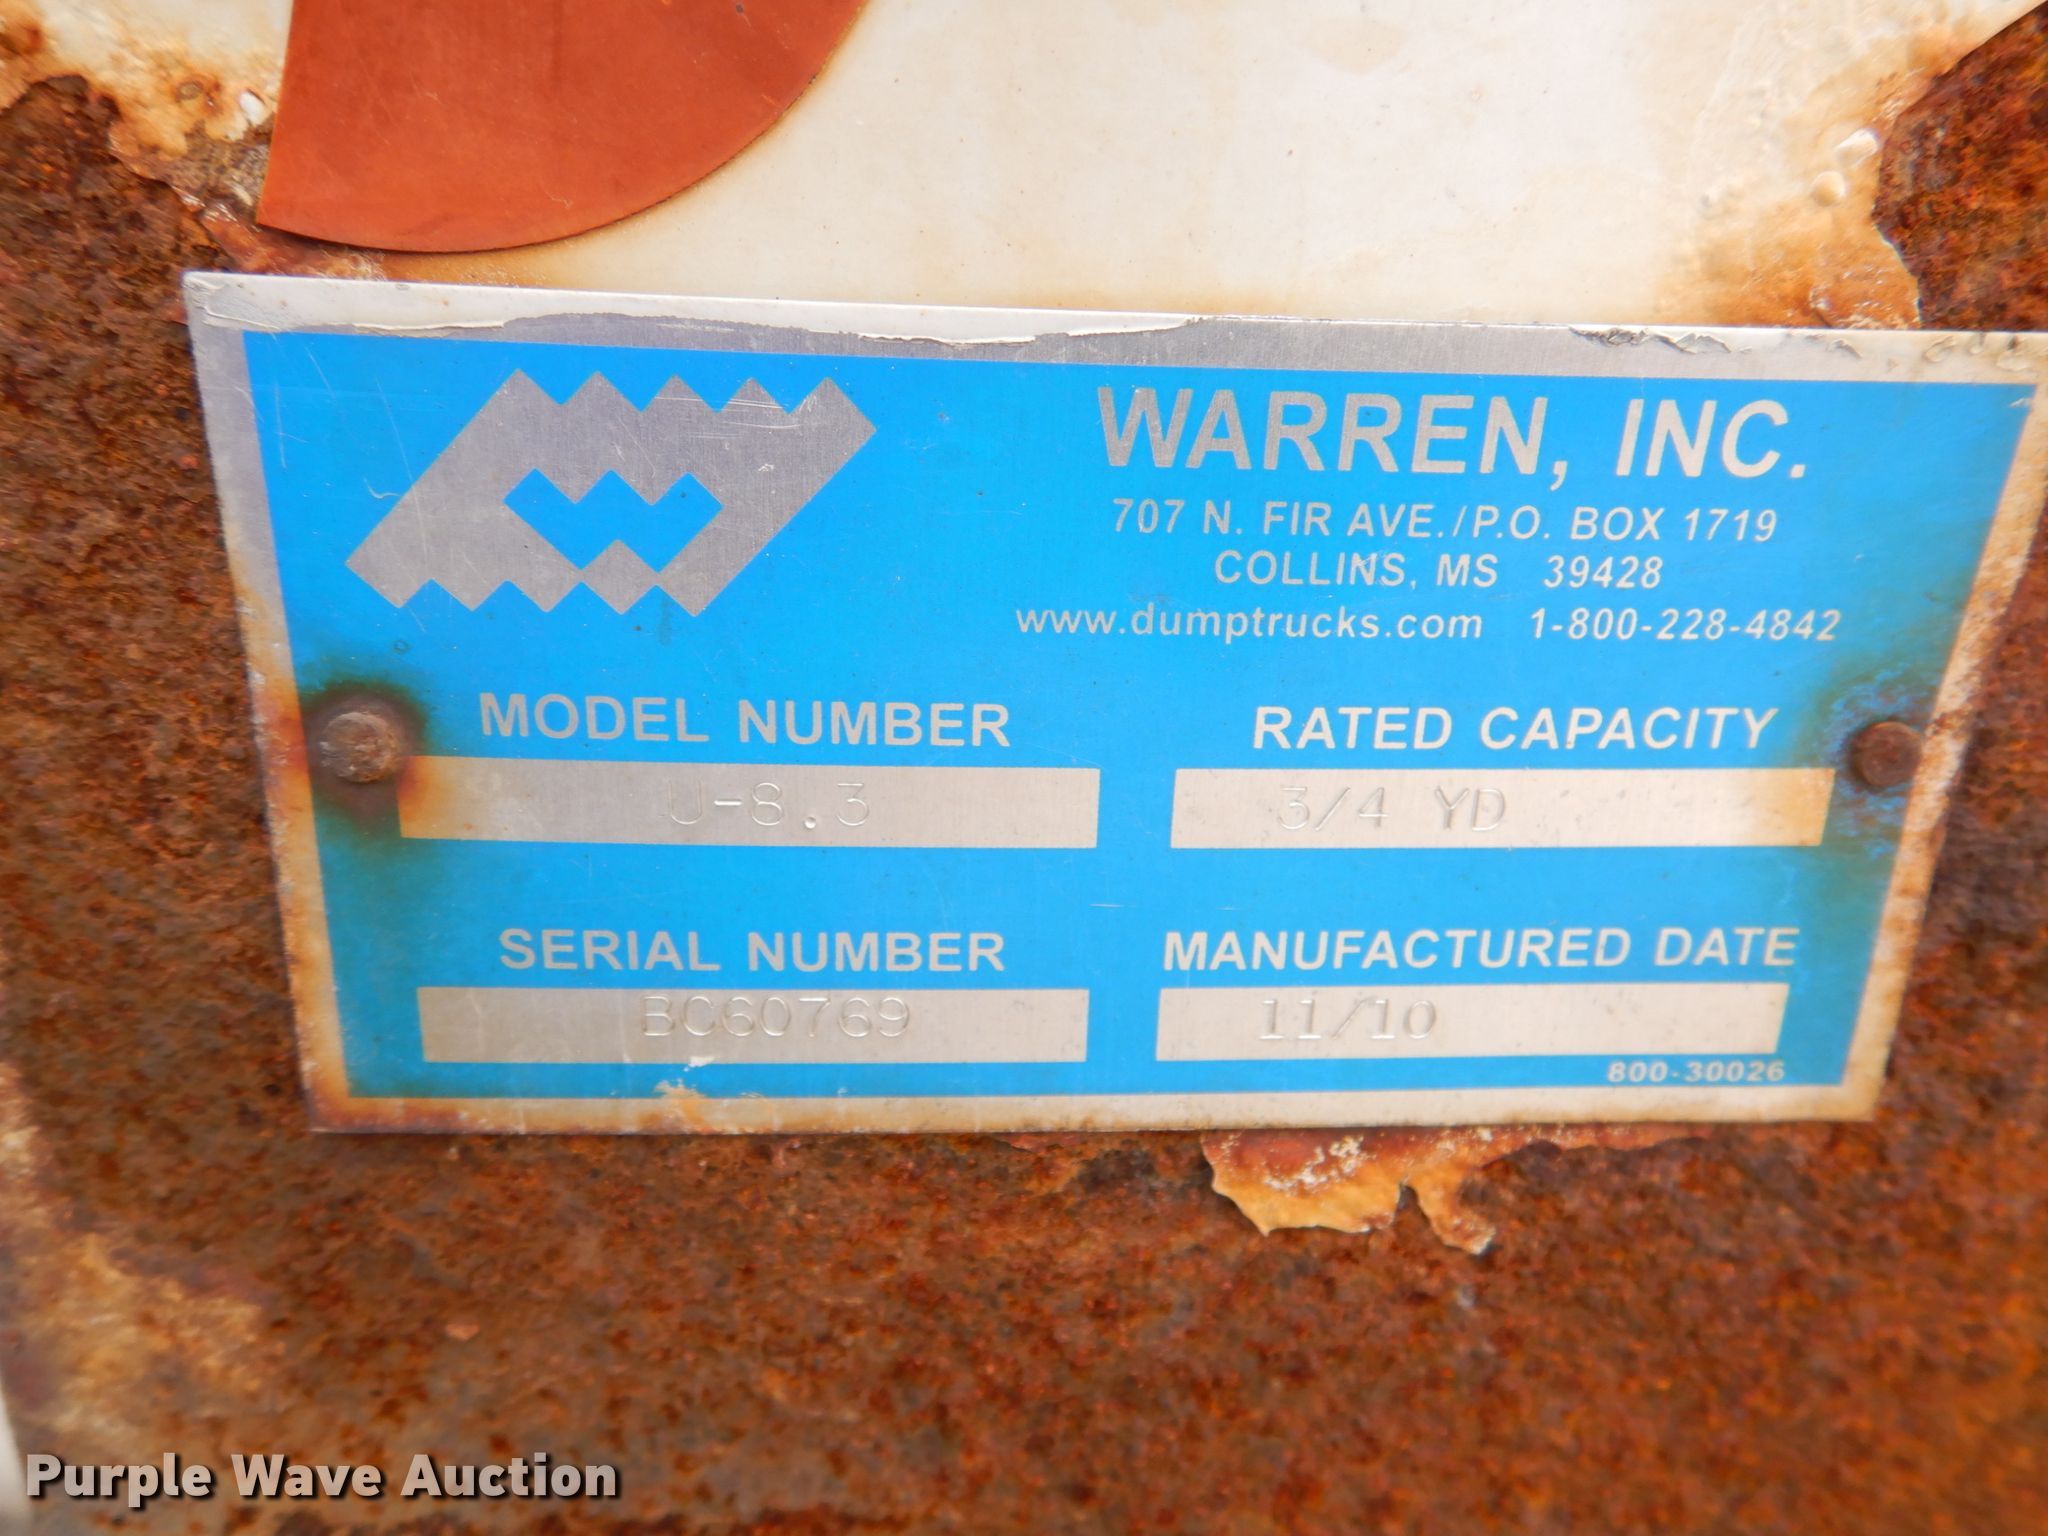 WARREN, INC.
707 N. FIR AVE./P.O. BOX 1719
COLLINS, MS 39428
www.dumptrucks.com 1-800-228-4842
MODEL NUMBER
U-8.3
RATED CAPACITY
3/4 YD
SERIAL NUMBER
BC60769
MANUFACTURED DATE
11/10
800-30026
Purple Wave Auction